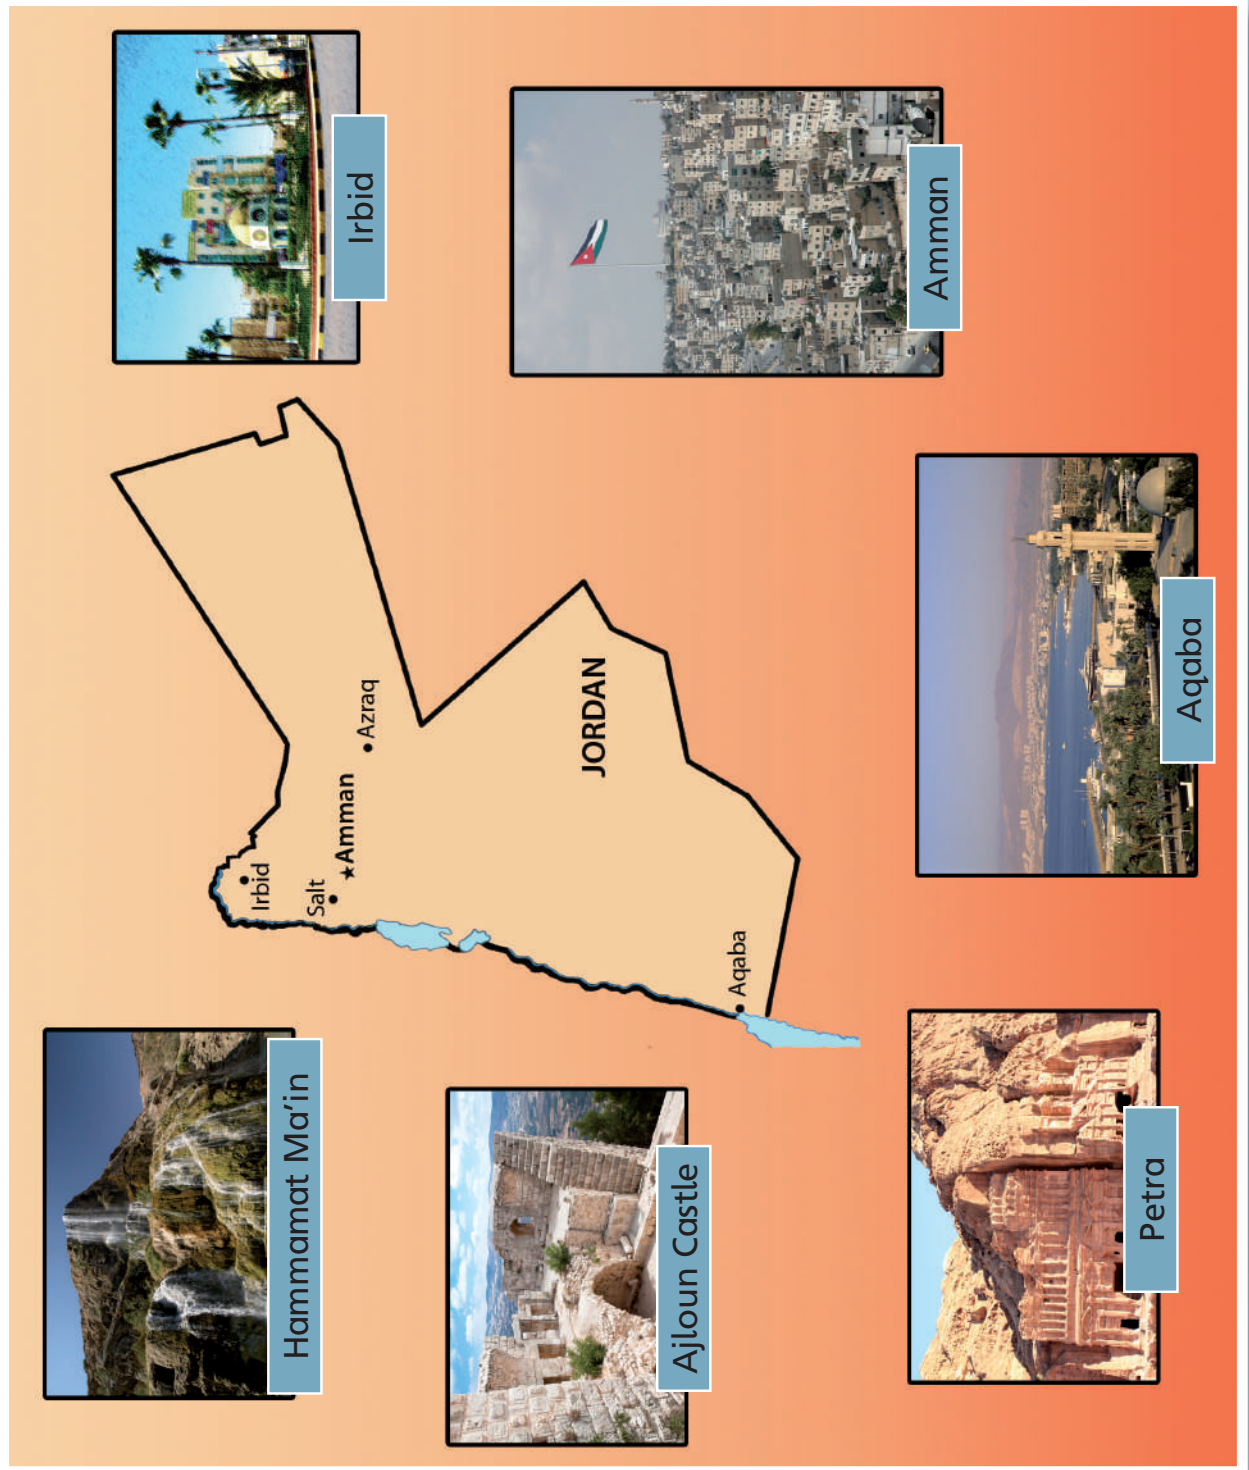 Hammamat Ma’in
Irbid
Irbid
Salt
Amman
Azraq
JORDAN
Aqaba
Ajloun Castle
Amman
Petra
Aqaba